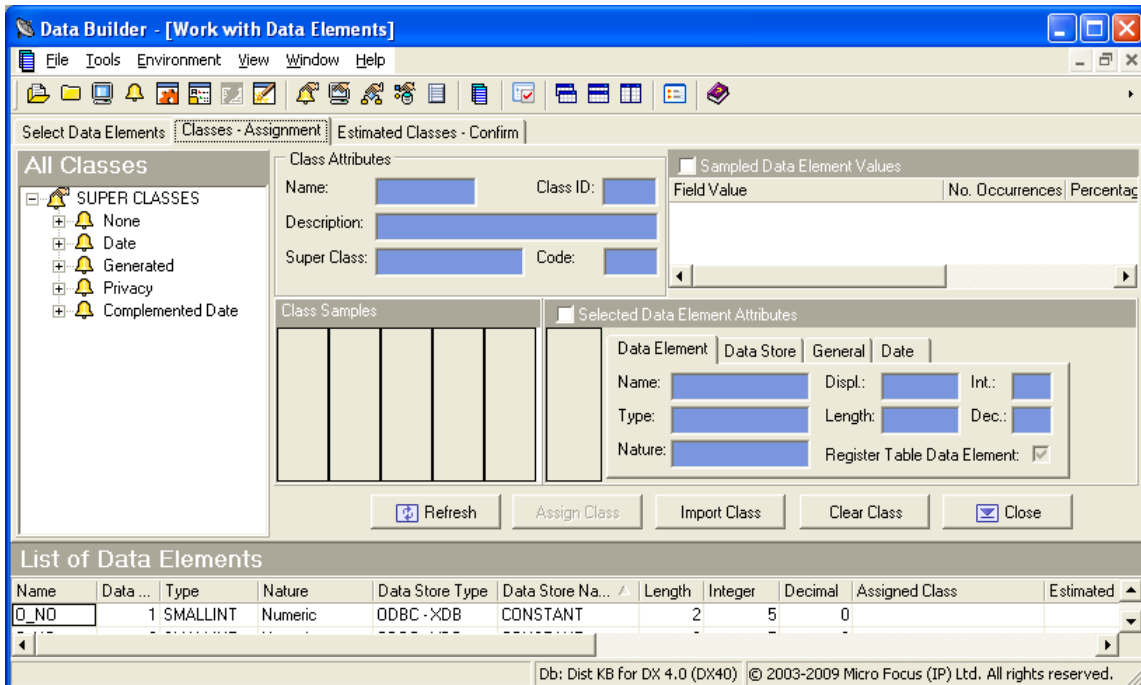 Data Builder - [Work with Data Elements]
File Tools Environment View Window Help
Select Data Elements Classes - Assignment Estimated Classes - Confirm
All Classes
SUPER CLASSES
None
Date
Generated
Privacy
Complemented Date
Class Attributes
Name: Class ID:
Description:
Super Class: Code:
Sampled Data Element Values
Field Value No. Occurrences Percentag
Class Samples
Selected Data Element Attributes
Data Element Data Store General Date
Name: Displ.: Int.:
Type: Length: Dec.:
Nature: Register Table Data Element:
Refresh Assign Class Import Class Clear Class Close
List of Data Elements
Name Data ... Type Nature Data Store Type Data Store Na... Length Integer Decimal Assigned Class Estimated
O_NO 1 SMALLINT Numeric ODBC - XDB CONSTANT 2 5 0
Db: Dist KB for DX 4.0 (DX40) © 2003-2009 Micro Focus (IP) Ltd. All rights reserved.